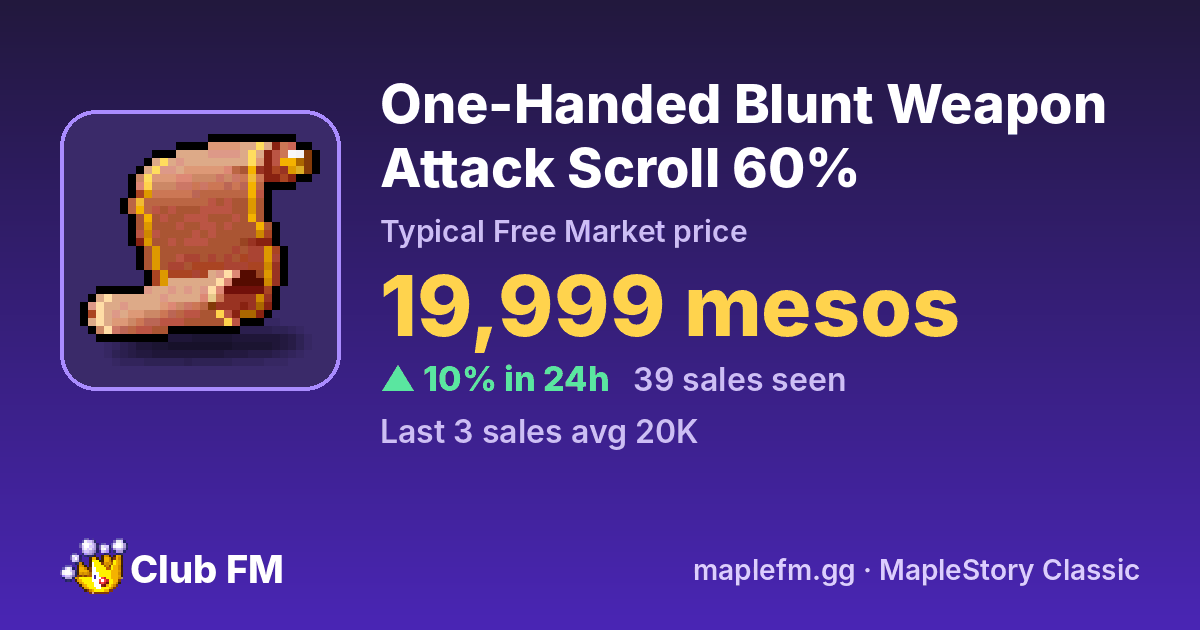 One-Handed Blunt Weapon
Attack Scroll 60%
Typical Free Market price
19,999 mesos
▲ 10% in 24h 39 sales seen
Last 3 sales avg 20K
Club FM
maplefm.gg · MapleStory Classic